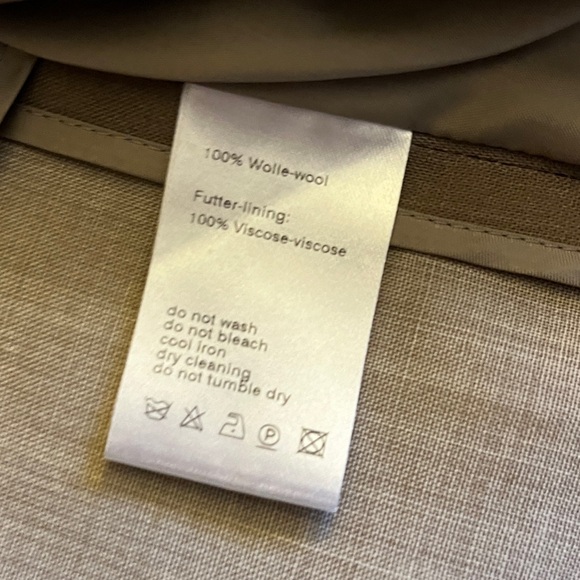 100% Wolle-wool
Futter-lining:
100% Viscose-viscose
do not wash
do not bleach
cool iron
dry cleaning
do not tumble dry
P